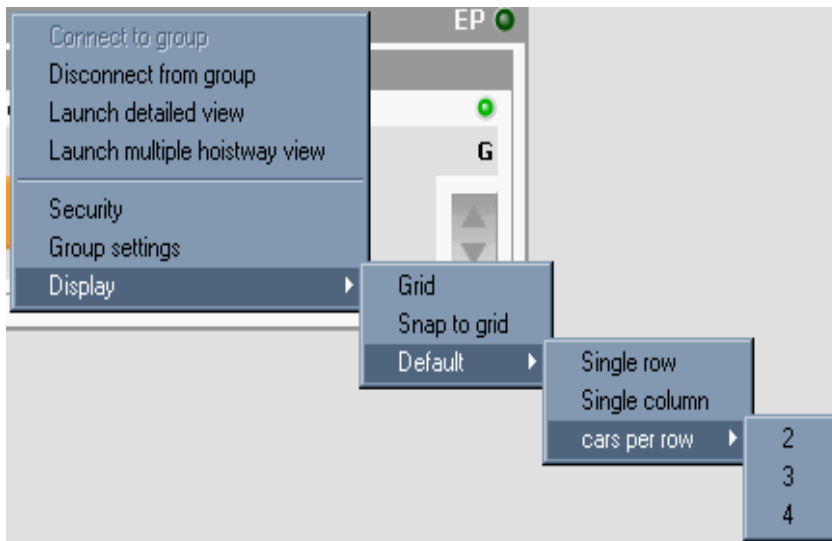 EP
Connect to group
Disconnect from group
Launch detailed view
Launch multiple hoistway view
G
Security
Group settings
Display
Grid
Snap to grid
Default
Single row
Single column
cars per row
2
3
4